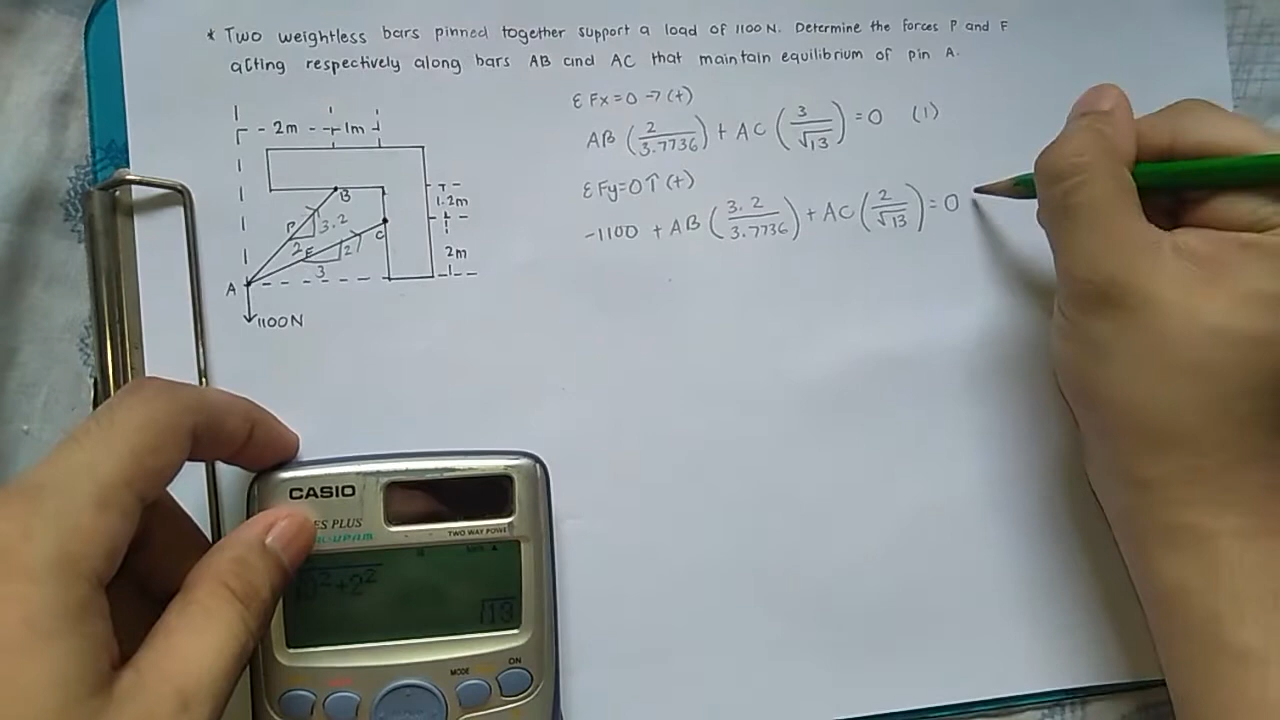 * Two weightless bars pinned together support a load of 1100 N. Determine the forces P and F
acting respectively along bars AB and AC that maintain equilibrium of pin A.
ΣFx=0 → (+)
AB (2/3.7736) + AC (3/√13) = 0 (1)
ΣFy=0 ↑ (+)
-1100 + AB (3.2/3.7736) + AC (2/√13) = 0
2m
1m
B
1.2m
P
3.2
C
2
F
2
2m
3
A
1100N
CASIO
ES PLUS
TWO WAY POWER
√13
MODE
ON